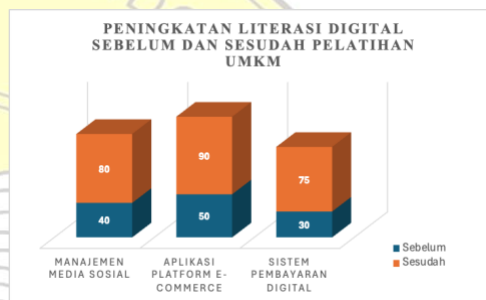 PENINGKATAN LITERASI DIGITAL
SEBELUM DAN SESUDAH PELATIHAN
UMKM
80
40
90
50
75
30
MANAJEMEN
MEDIA SOSIAL
APLIKASI
PLATFORM E-
COMMERCE
SISTEM
PEMBAYARAN
DIGITAL
Sebelum
Sesudah